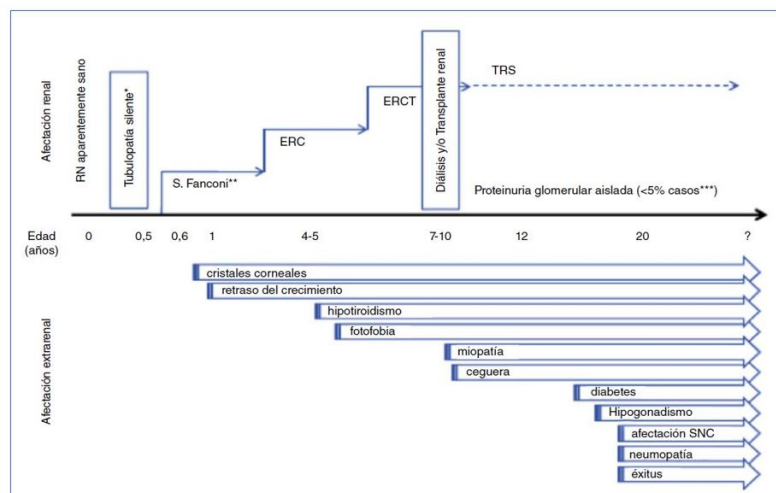 Afectación renal
RN aparentemente sano
Tubulopatía silente*
S. Fanconi**
ERC
ERCT
Diálisis y/o Transplante renal
TRS
Proteinuria glomerular aislada (<5% casos***)
Edad (años) 0 0,5 0,6 1 4-5 7-10 12 20 ?
Afectación extrarenal
cristales corneales
retraso del crecimiento
hipotiroidismo
fotofobia
miopatía
ceguera
diabetes
Hipogonadismo
afectación SNC
neumopatía
éxitus